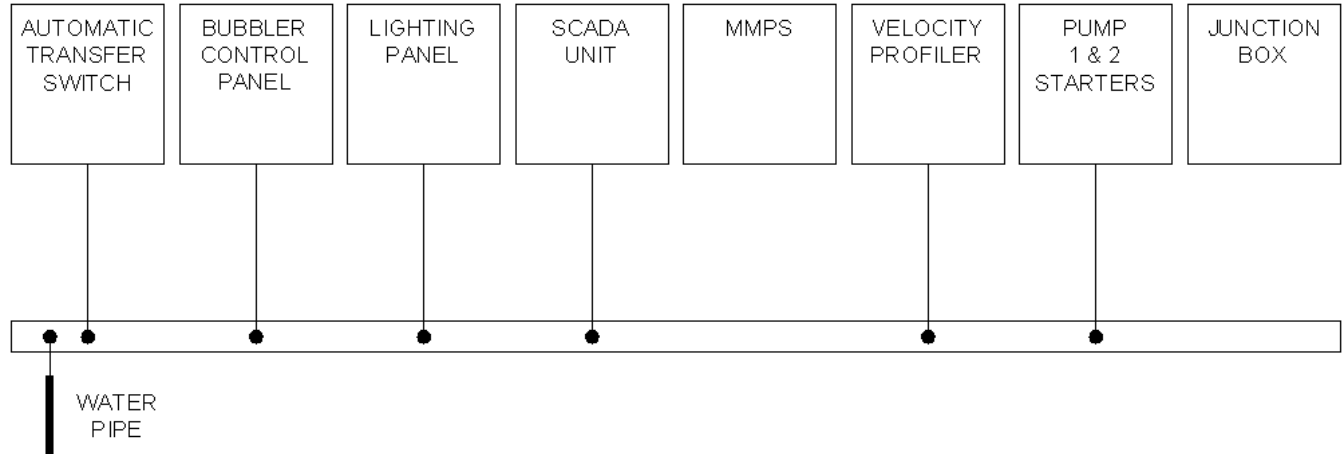 AUTOMATIC
TRANSFER
SWITCH
BUBBLER
CONTROL
PANEL
LIGHTING
PANEL
SCADA
UNIT
MMPS
VELOCITY
PROFILER
PUMP
1 & 2
STARTERS
JUNCTION
BOX
WATER
PIPE